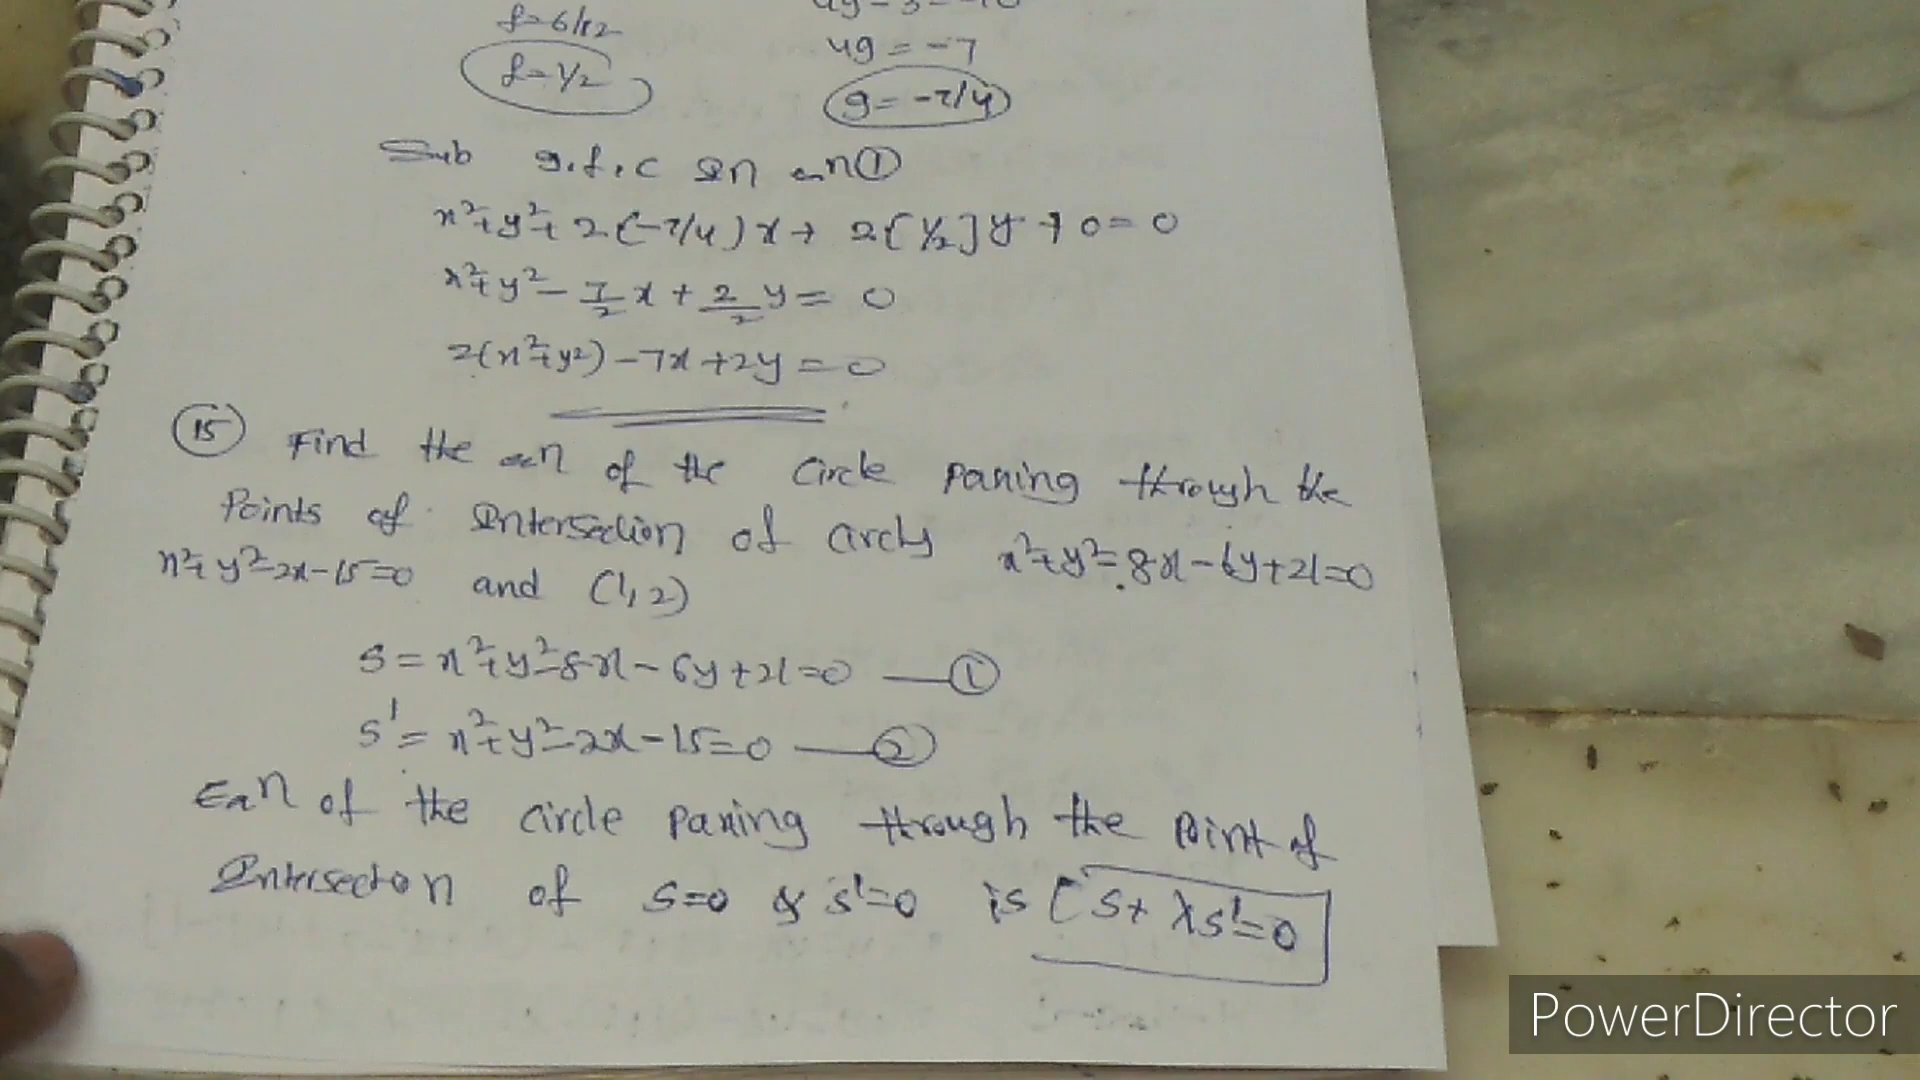 f=6/12
4g = -7
f=1/2
g= -7/4
Sub g.f.c in en①
x²+y²+2(-7/4)x+ 2[1/2]y+0=0
x²+y²-7/2x+2/2y=0
2(x²+y²)-7x+2y=0
⑮ Find the eqn of the circle passing through the
Points of intersection of circles x²+y²=8x-6y+21=0
x²+y²-2x-15=0 and (1,2)
S=x²+y²-8x-6y+21=0 —①
S'=x²+y²-2x-15=0 —②
Eqn of the circle passing through the point of
Intersection of S=0 & S'=0 is [S+λS'=0
PowerDirector